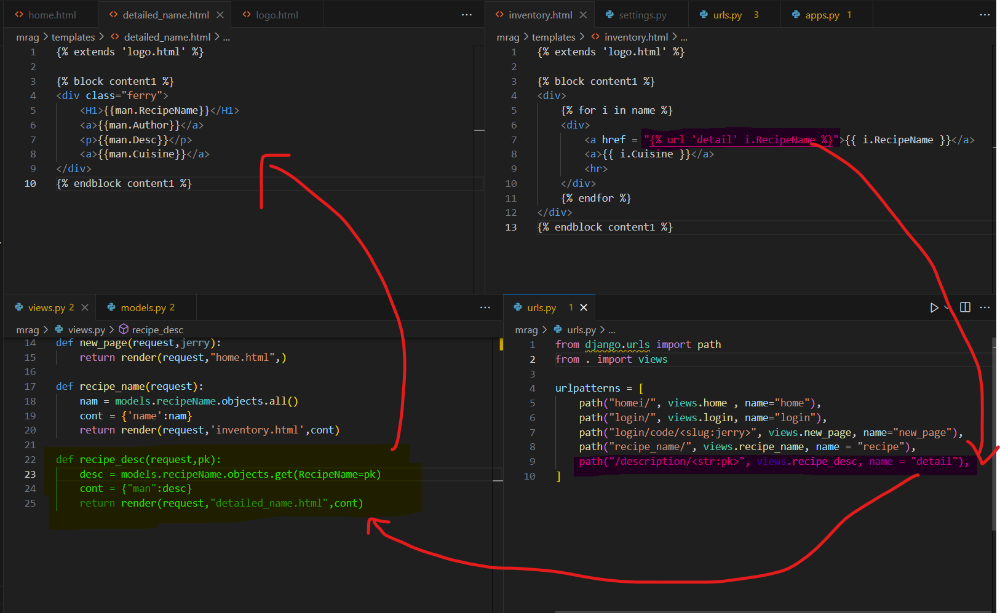 home.html detailed_name.html logo.html ...
mrag > templates > detailed_name.html > ...
1 {% extends 'logo.html' %}
2
3 {% block content1 %}
4 <div class="ferry">
5 <H1>{{man.RecipeName}}</H1>
6 <a>{{man.Author}}</a>
7 <p>{{man.Desc}}</p>
8 <a>{{man.Cuisine}}</a>
9 </div>
10 {% endblock content1 %}
inventory.html settings.py urls.py 3 apps.py 1 ...
mrag > templates > inventory.html > ...
1 {% extends 'logo.html' %}
2
3 {% block content1 %}
4 <div>
5 {% for i in name %}
6 <div>
7 <a href = "{% url 'detail' i.RecipeName %}">{{ i.RecipeName }}</a>
8 <a>{{ i.Cuisine }}</a>
9 <hr>
10 </div>
11 {% endfor %}
12 </div>
13 {% endblock content1 %}
views.py 2 models.py 2 ...
mrag > views.py > recipe_desc
14 def new_page(request,jerry):
15 return render(request,"home.html",)
16
17 def recipe_name(request):
18 nam = models.recipeName.objects.all()
19 cont = {'name':nam}
20 return render(request,'inventory.html',cont)
21
22 def recipe_desc(request,pk):
23 desc = models.recipeName.objects.get(RecipeName=pk)
24 cont = {"man":desc}
25 return render(request,"detailed_name.html",cont)
urls.py 1 ...
mrag > urls.py > ...
1 from django.urls import path
2 from . import views
3
4 urlpatterns = [
5 path("homei/", views.home , name="home"),
6 path("login/", views.login, name="login"),
7 path("login/code/<slug:jerry>", views.new_page, name="new_page"),
8 path("recipe_name/", views.recipe_name, name = "recipe"),
9 path("/description/<str:pk>", views.recipe_desc, name = "detail"),
10 ]